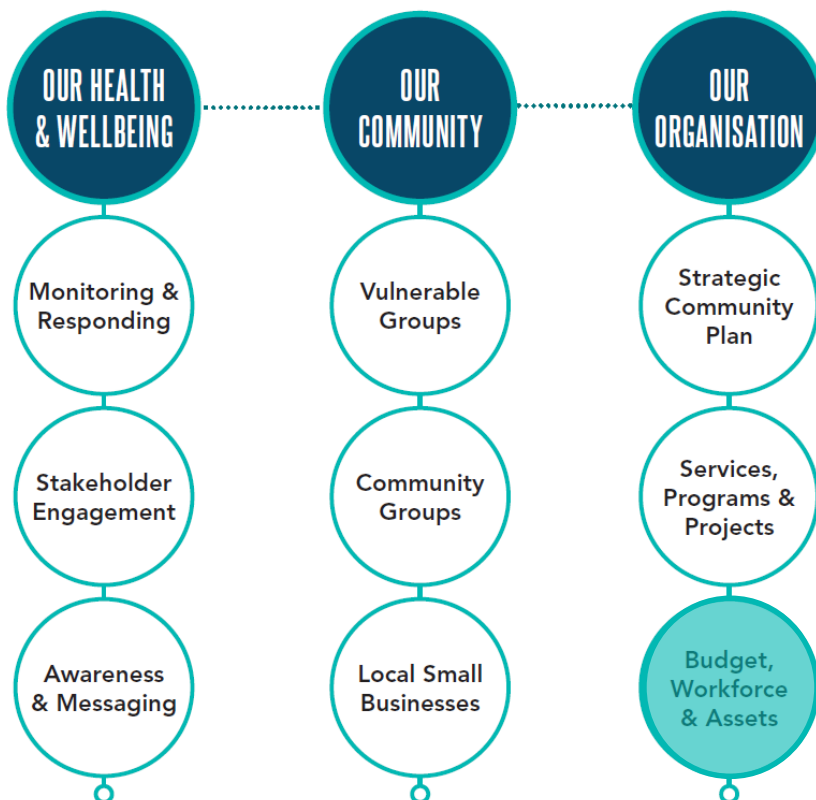 OUR HEALTH
& WELLBEING
Monitoring &
Responding
Stakeholder
Engagement
Awareness
& Messaging
OUR
COMMUNITY
Vulnerable
Groups
Community
Groups
Local Small
Businesses
OUR
ORGANISATION
Strategic
Community
Plan
Services,
Programs &
Projects
Budget,
Workforce
& Assets